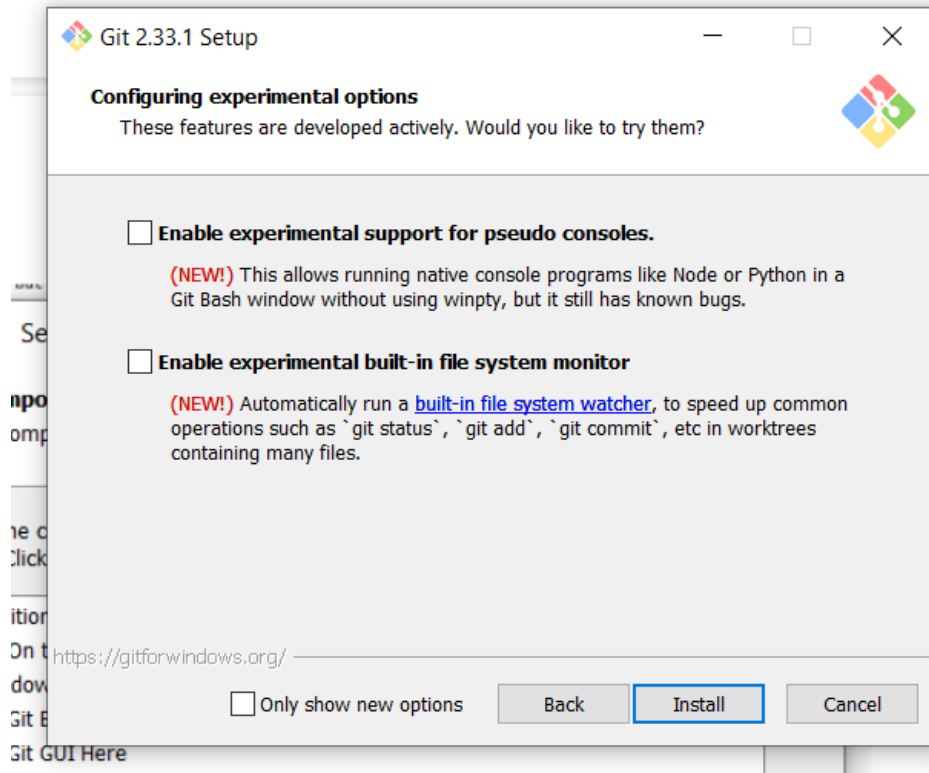 Git 2.33.1 Setup
Configuring experimental options
These features are developed actively. Would you like to try them?
Enable experimental support for pseudo consoles.
(NEW!) This allows running native console programs like Node or Python in a
Git Bash window without using winpty, but it still has known bugs.
Se
Enable experimental built-in file system monitor
(NEW!) Automatically run a built-in file system watcher, to speed up common
operations such as `git status`, `git add`, `git commit`, etc in worktrees
containing many files.
Click
On t
https://gitforwindows.org/
Only show new options
Back
Install
Cancel
Git GUI Here